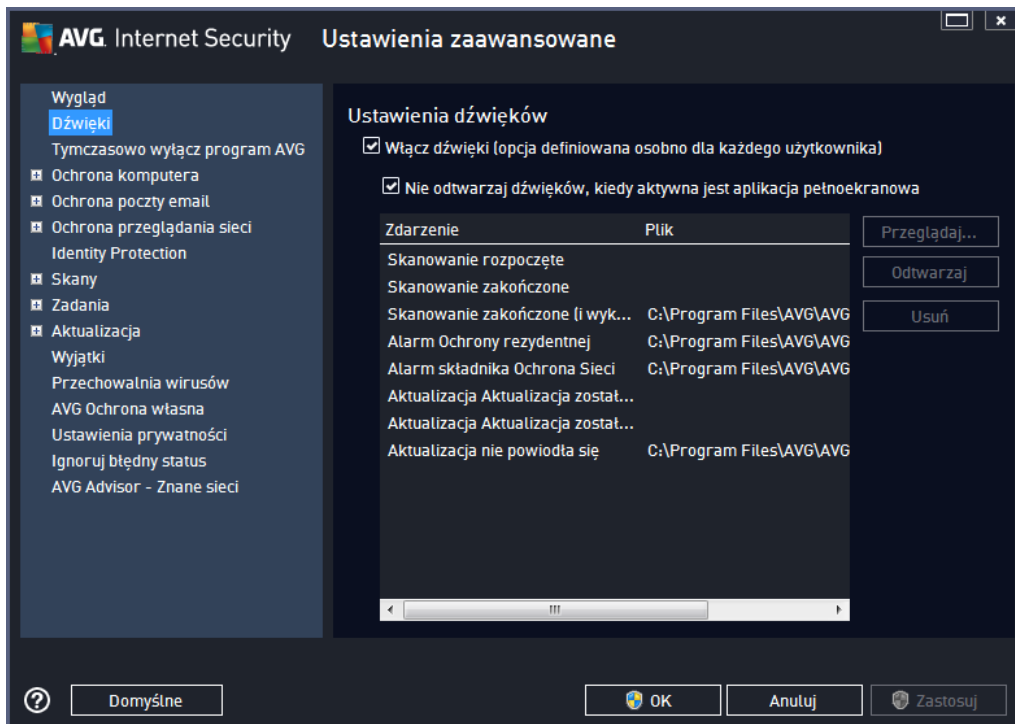 AVG. Internet Security Ustawienia zaawansowane
Wygląd
Dźwięki
Tymczasowo wyłącz program AVG
Ochrona komputera
Ochrona poczty email
Ochrona przeglądania sieci
Identity Protection
Skany
Zadania
Aktualizacja
Wyjątki
Przechowalnia wirusów
AVG Ochrona własna
Ustawienia prywatności
Ignoruj błędny status
AVG Advisor - Znane sieci
Ustawienia dźwięków
Włącz dźwięki (opcja definiowana osobno dla każdego użytkownika)
Nie odtwarzaj dźwięków, kiedy aktywna jest aplikacja pełnoekranowa
Zdarzenie Plik
Skanowanie rozpoczęte
Skanowanie zakończone
Skanowanie zakończone (i wyk... C:\Program Files\AVG\AVG
Alarm Ochrony rezydentnej C:\Program Files\AVG\AVG
Alarm składnika Ochrona Sieci C:\Program Files\AVG\AVG
Aktualizacja Aktualizacja został...
Aktualizacja Aktualizacja został...
Aktualizacja nie powiodła się C:\Program Files\AVG\AVG
Przeglądaj...
Odtwarzaj
Usuń
Domyślne
OK
Anuluj
Zastosuj